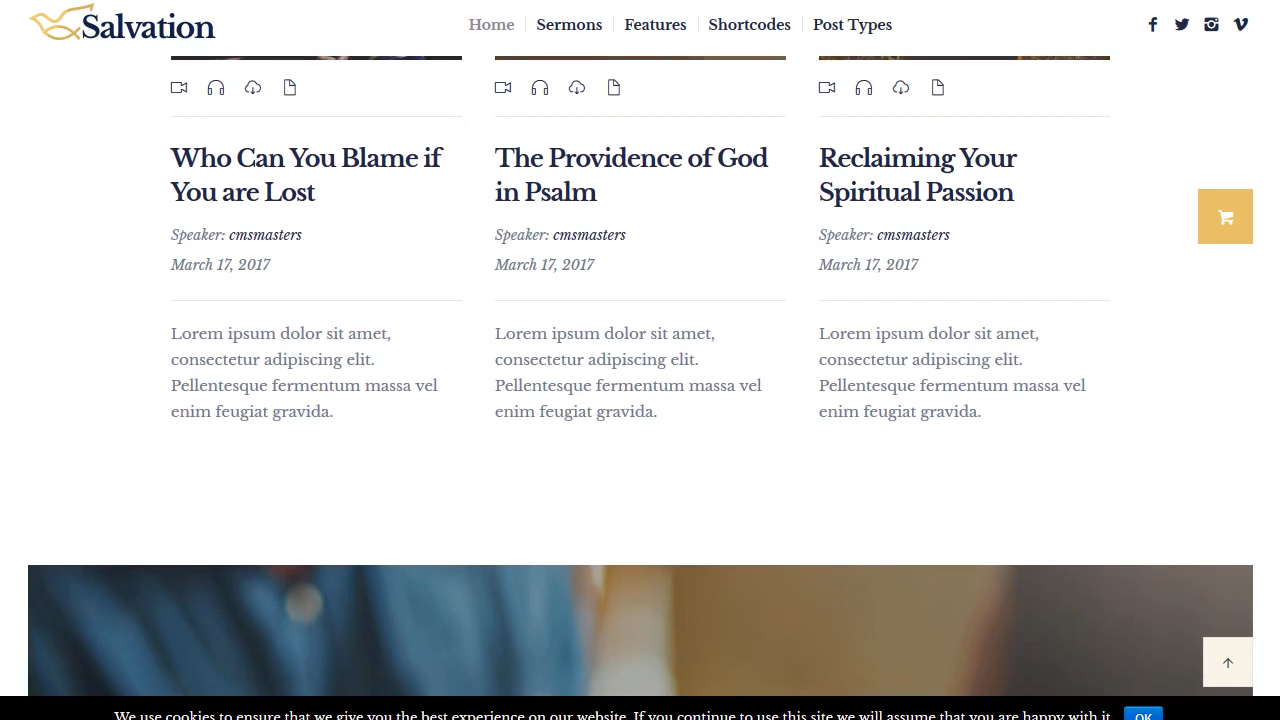 Salvation
Home
Sermons
Features
Shortcodes
Post Types
Who Can You Blame if
You are Lost
Speaker: cmsmasters
March 17, 2017
Lorem ipsum dolor sit amet,
consectetur adipiscing elit.
Pellentesque fermentum massa vel
enim feugiat gravida.
The Providence of God
in Psalm
Speaker: cmsmasters
March 17, 2017
Lorem ipsum dolor sit amet,
consectetur adipiscing elit.
Pellentesque fermentum massa vel
enim feugiat gravida.
Reclaiming Your
Spiritual Passion
Speaker: cmsmasters
March 17, 2017
Lorem ipsum dolor sit amet,
consectetur adipiscing elit.
Pellentesque fermentum massa vel
enim feugiat gravida.
We use cookies to ensure that we give you the best experience on our website. If you continue to use this site we will assume that you are happy with it.
OK